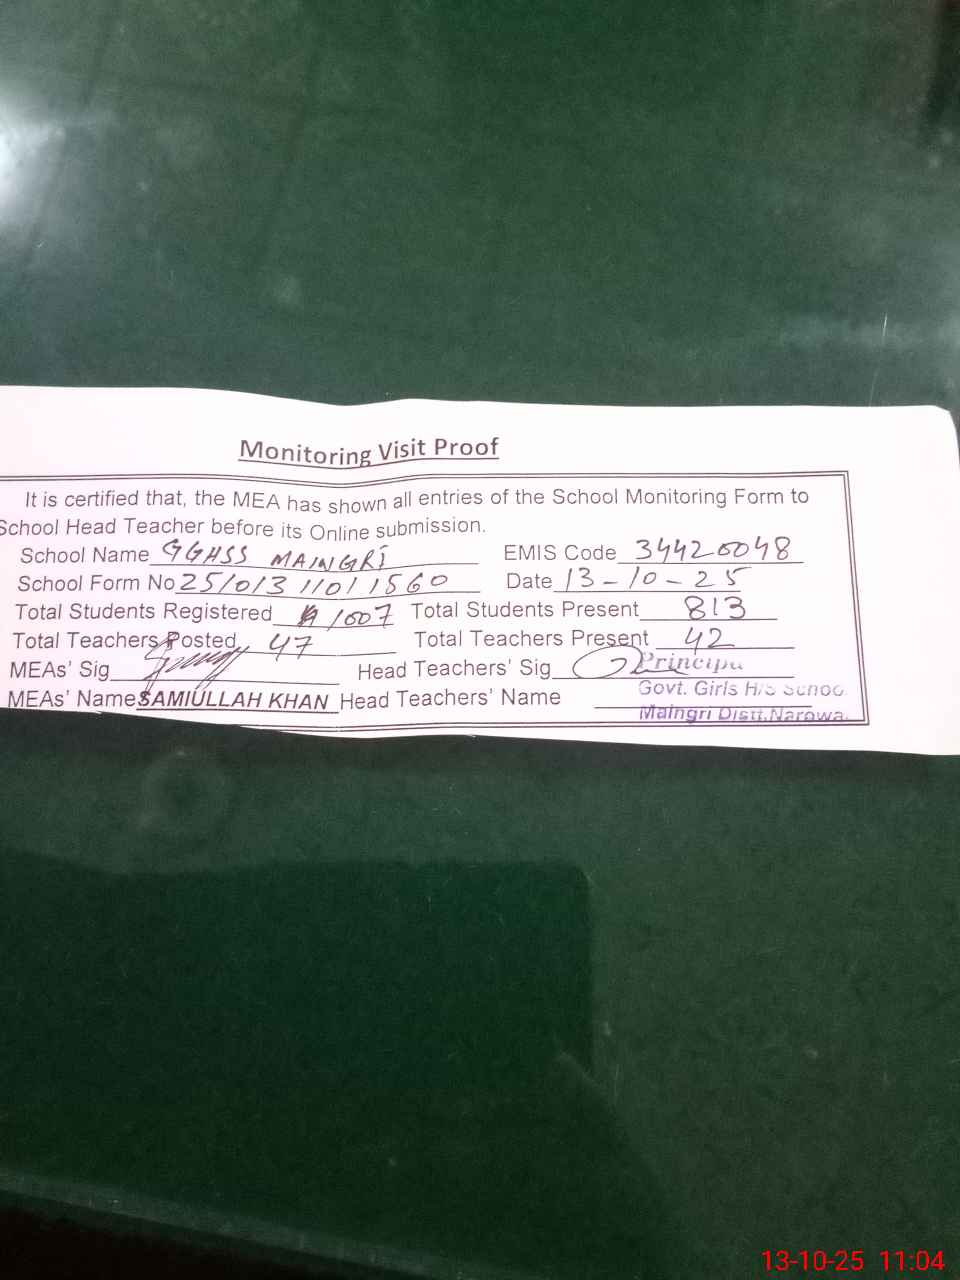 Monitoring Visit Proof
It is certified that, the MEA has shown all entries of the School Monitoring Form to
School Head Teacher before its Online submission.
School Name GGHSS MAINGRI EMIS Code 34420048
School Form No 25/013 1101 1560 Date 13-10-25
Total Students Registered 1007 Total Students Present 813
Total Teachers Posted 47 Total Teachers Present 42
MEAs' Sig Head Teachers' Sig Principa
MEAs' Name SAMIULLAH KHAN Head Teachers' Name Govt. Girls H/S Schoo
Maingri Distt.Narowa
13-10-25 11:04